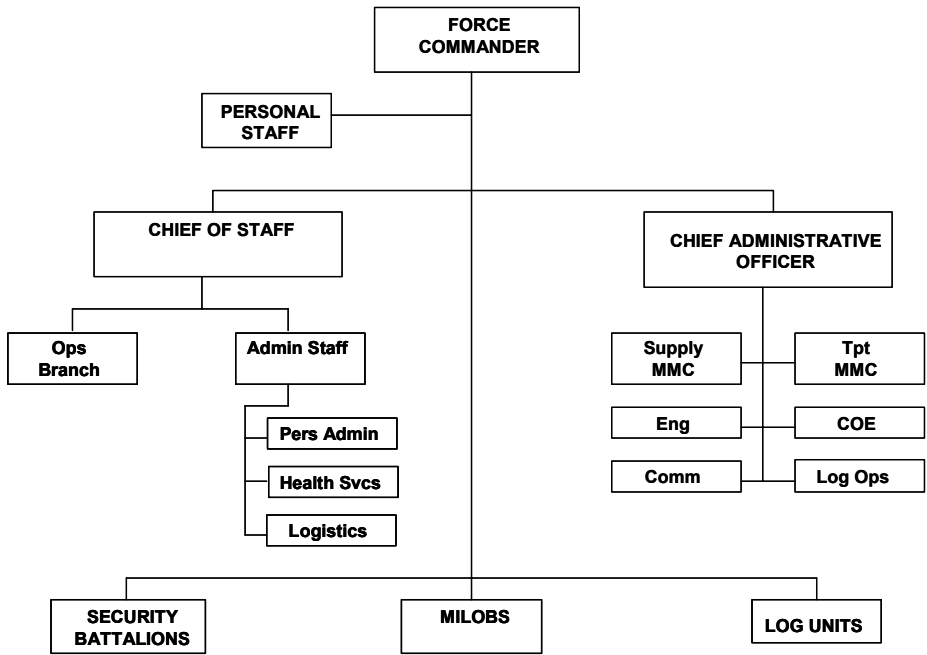 FORCE
COMMANDER
PERSONAL
STAFF
CHIEF OF STAFF
CHIEF ADMINISTRATIVE
OFFICER
Ops
Branch
Admin Staff
Supply
MMC
Tpt
MMC
Pers Admin
Eng
COE
Health Svcs
Comm
Log Ops
Logistics
SECURITY
BATTALIONS
MILOBS
LOG UNITS